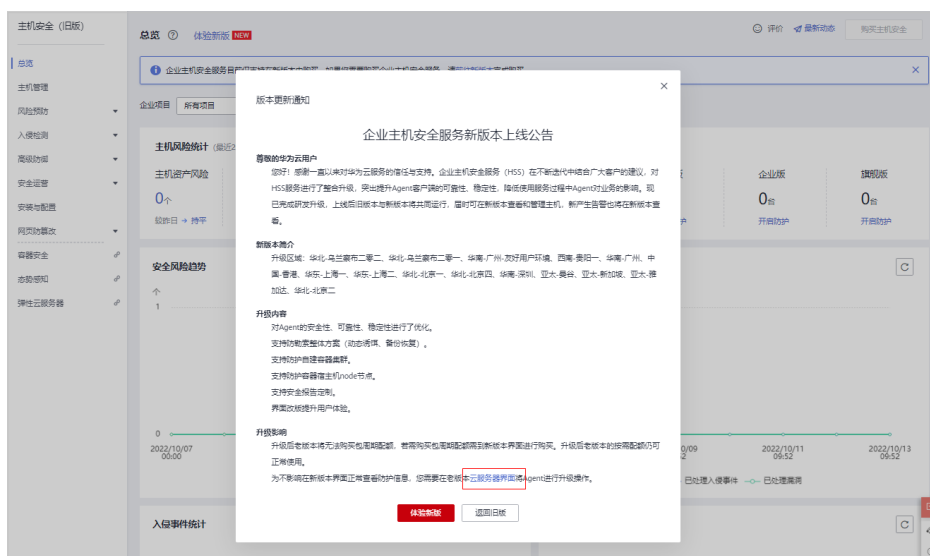 主机安全（旧版）
总览
体验新版 NEW
评价
最新动态
购买主机安全
总览
主机管理
风险预防
入侵检测
高级防御
安全运营
安装与配置
网页防篡改
容器安全
态势感知
弹性云服务器
企业项目 所有项目
主机风险统计
主机资产风险
0个
较昨日 → 持平
企业版
0台
开启防护
旗舰版
0台
开启防护
安全风险趋势
个
1
0
2022/10/07
00:00
2022/10/11
09:52
2022/10/13
09:52
已处理入侵事件
已处理漏洞
入侵事件统计
版本更新通知
企业主机安全服务新版本上线公告
尊敬的华为云用户
您好！感谢一直以来对华为云服务的信任与支持。企业主机安全服务（HSS）在不断迭代中结合广大客户的建议，对
HSS服务进行了整合升级，突出提升Agent客户端的可靠性、稳定性，降低使用服务过程中Agent对业务的影响。现
已完成研发升级，上线后旧版本与新版本将共同运行，届时可在新版本查看和管理主机，新产生告警也将在新版本查
看。
新版本简介
升级区域：华北-乌兰察布二零二、华北-乌兰察布二零一、华南-广州-友好用户环境、西南-贵阳一、华南-广州、中
国-香港、华东-上海一、华东-上海二、华北-北京一、华北-北京四、华南-深圳、亚太-曼谷、亚太-新加坡、亚太-雅
加达、华北-北京二
升级内容
对Agent的安全性、可靠性、稳定性进行了优化。
支持防勒索整体方案（动态诱饵、备份恢复）。
支持防护自建容器集群。
支持防护容器宿主机node节点。
支持安全报告定制。
界面改版提升用户体验。
升级影响
升级后老版本将无法购买包周期配额，若需购买包周期配额需到新版本界面进行购买。升级后老版本的按需配额仍可
正常使用。
为不影响在新版本界面正常查看防护信息，您需要在老版本云服务器界面将Agent进行升级操作。
体验新版
返回旧版